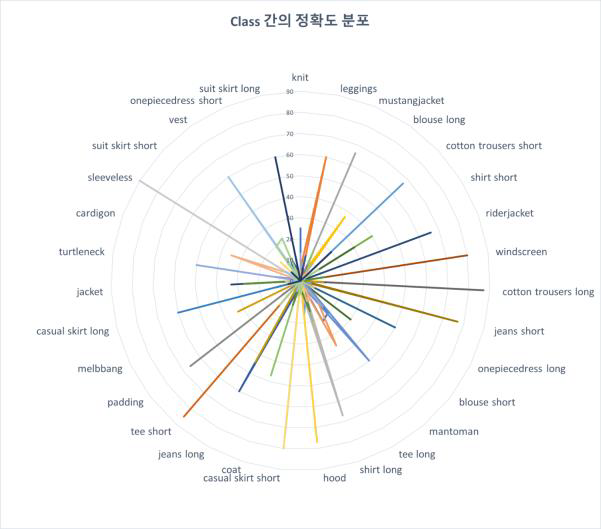 Class 간의 정확도 분포
knit
leggings
mustangjacket
blouse long
cotton trousers short
shirt short
riderjacket
windscreen
cotton trousers long
jeans short
onepiecedress long
blouse short
mantoman
tee long
shirt long
hood
casual skirt short
coat
jeans long
tee short
padding
melbbang
casual skirt long
jacket
turtleneck
cardigon
sleeveless
suit skirt short
vest
onepiecedress short
suit skirt long
90
80
70
60
50
40
30
20
10